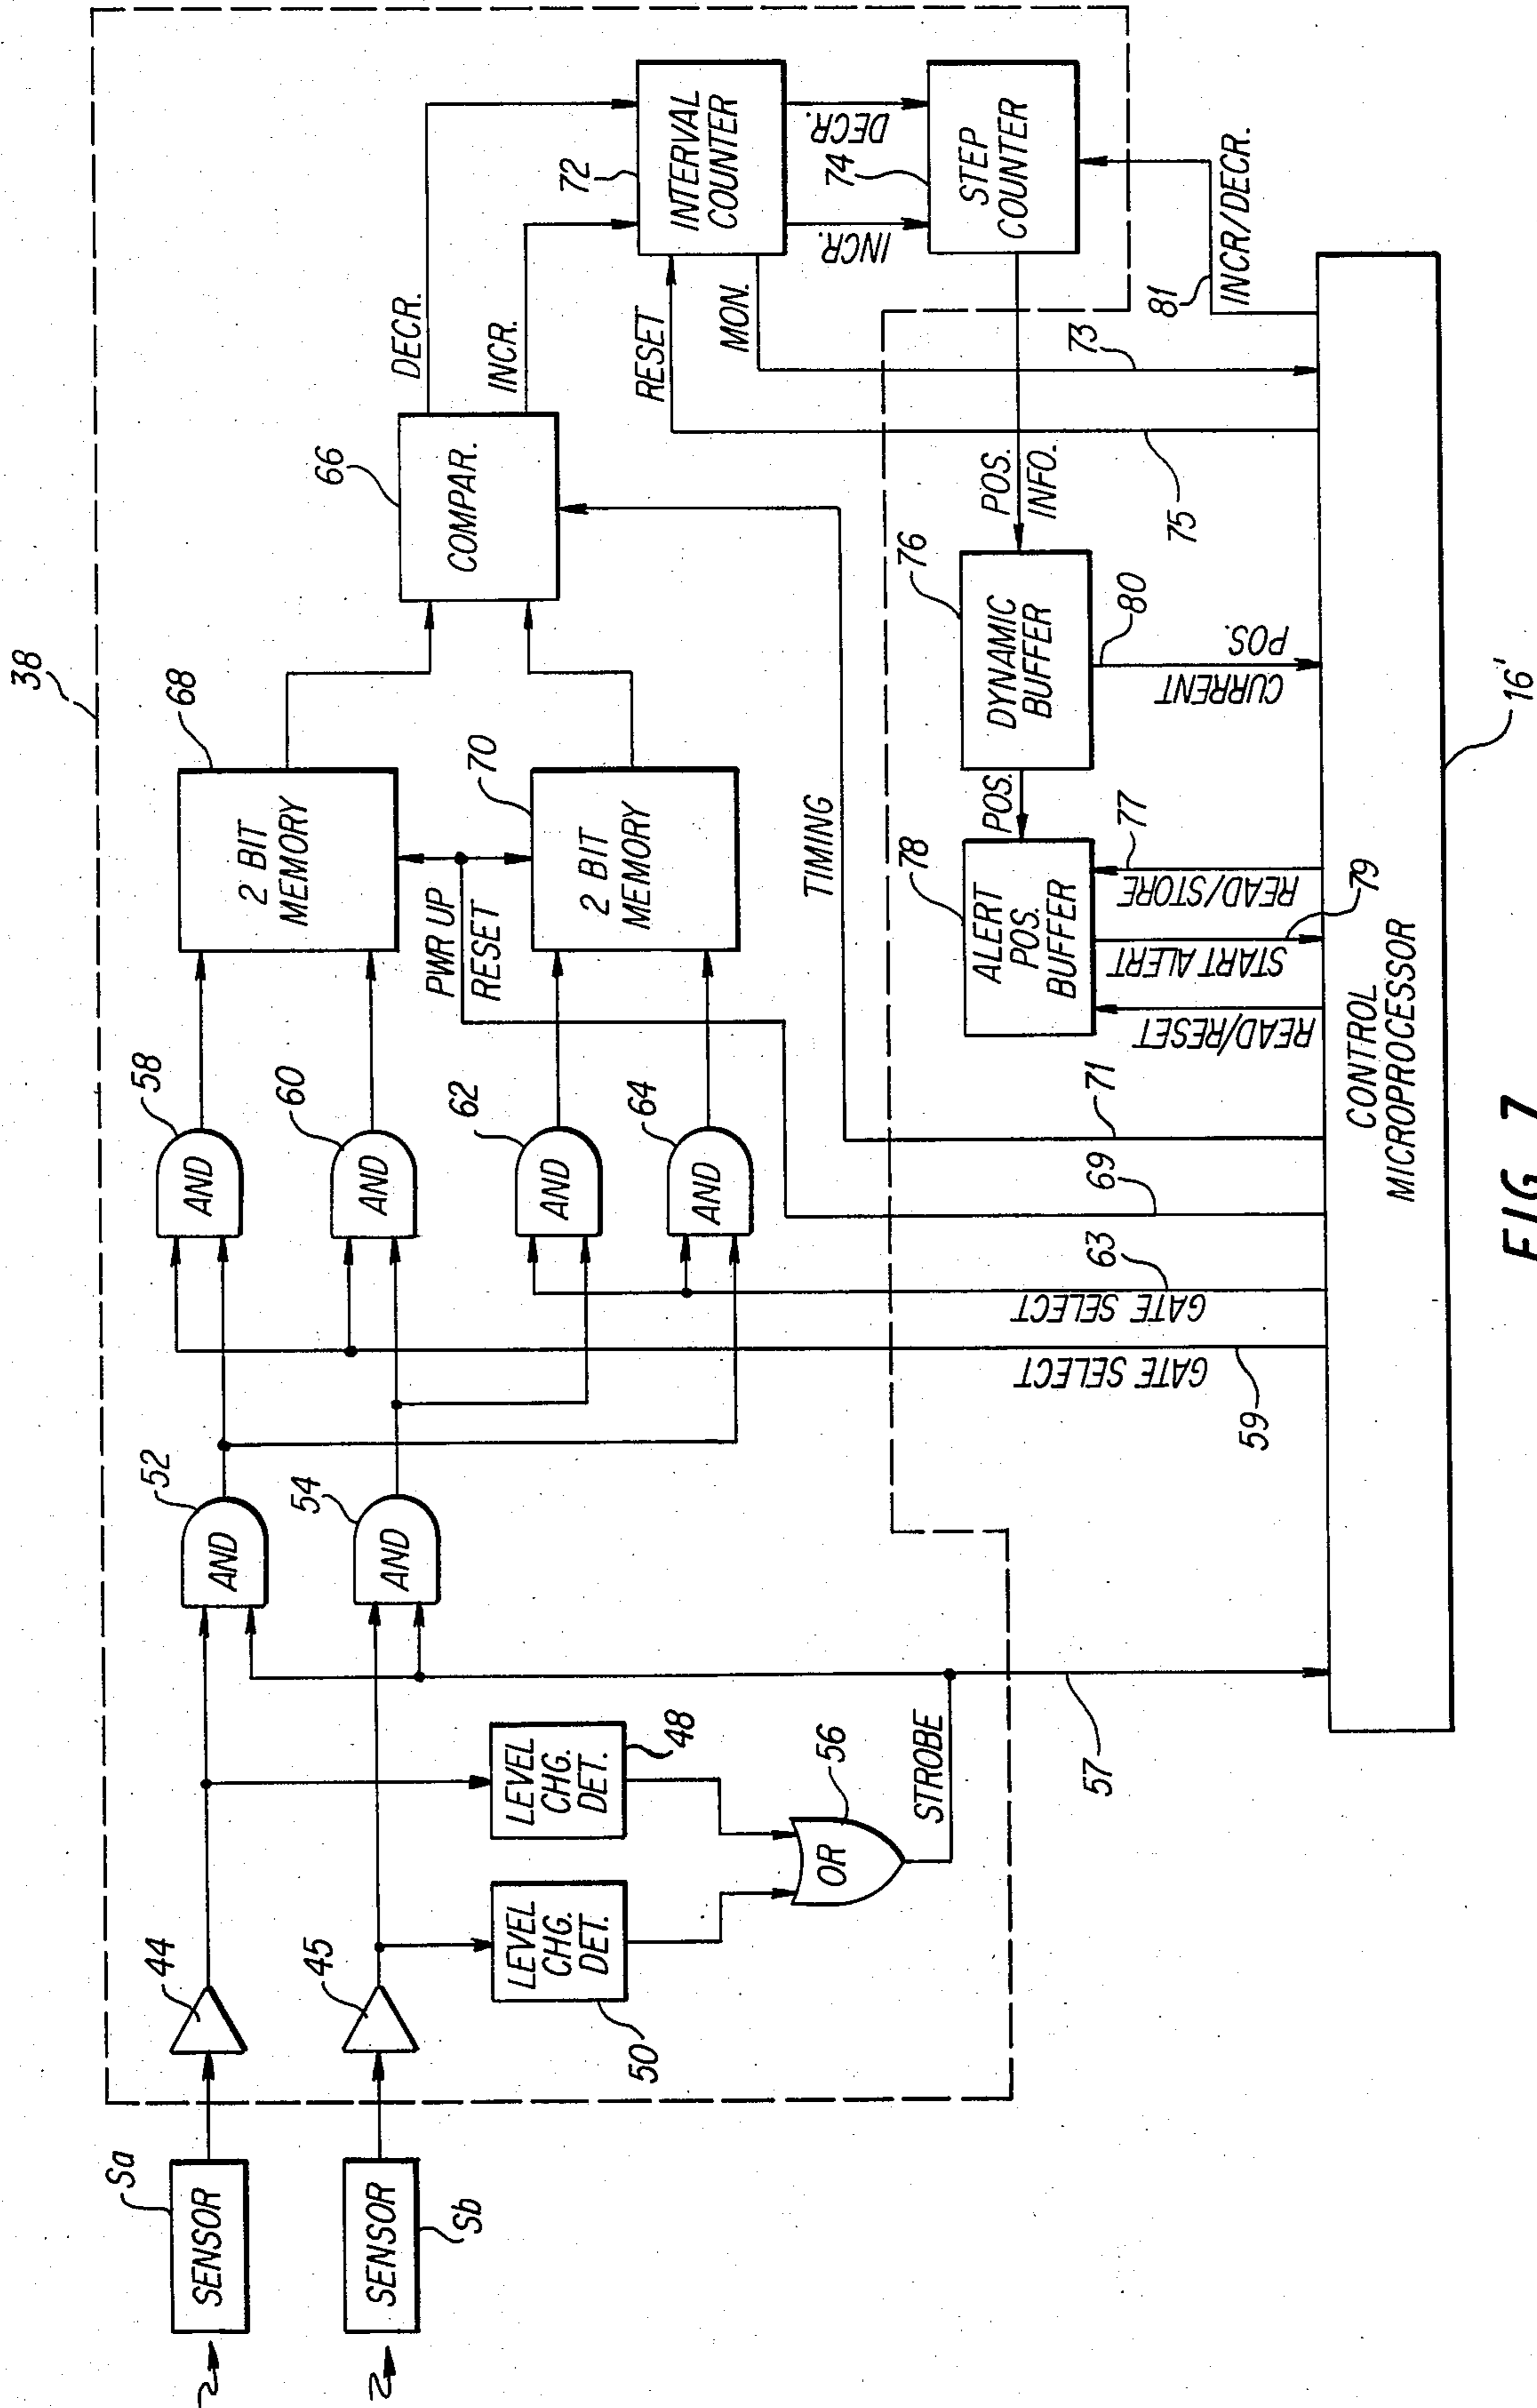 38
Sa
SENSOR
Sb
SENSOR
44
45
LEVEL
CHG.
DET.
48
LEVEL
CHG.
DET.
50
OR
56
STROBE
57
52
AND
54
AND
58
AND
60
AND
62
AND
64
AND
GATE SELECT
59
GATE SELECT
63
69
71
68
2 BIT
MEMORY
70
2 BIT
MEMORY
PWR UP
RESET
TIMING
66
COMPAR.
DECR.
INCR.
72
INTERVAL
COUNTER
RESET
MON.
INCR.
DECR.
74
STEP
COUNTER
81
INCR/DECR.
73
75
POS.
INFO.
76
DYNAMIC
BUFFER
80
CURRENT
POS.
POS.
78
ALERT
POS.
BUFFER
77
READ/STORE
START ALERT
79
READ/RESET
CONTROL
MICROPROCESSOR
16'
FIG. 7